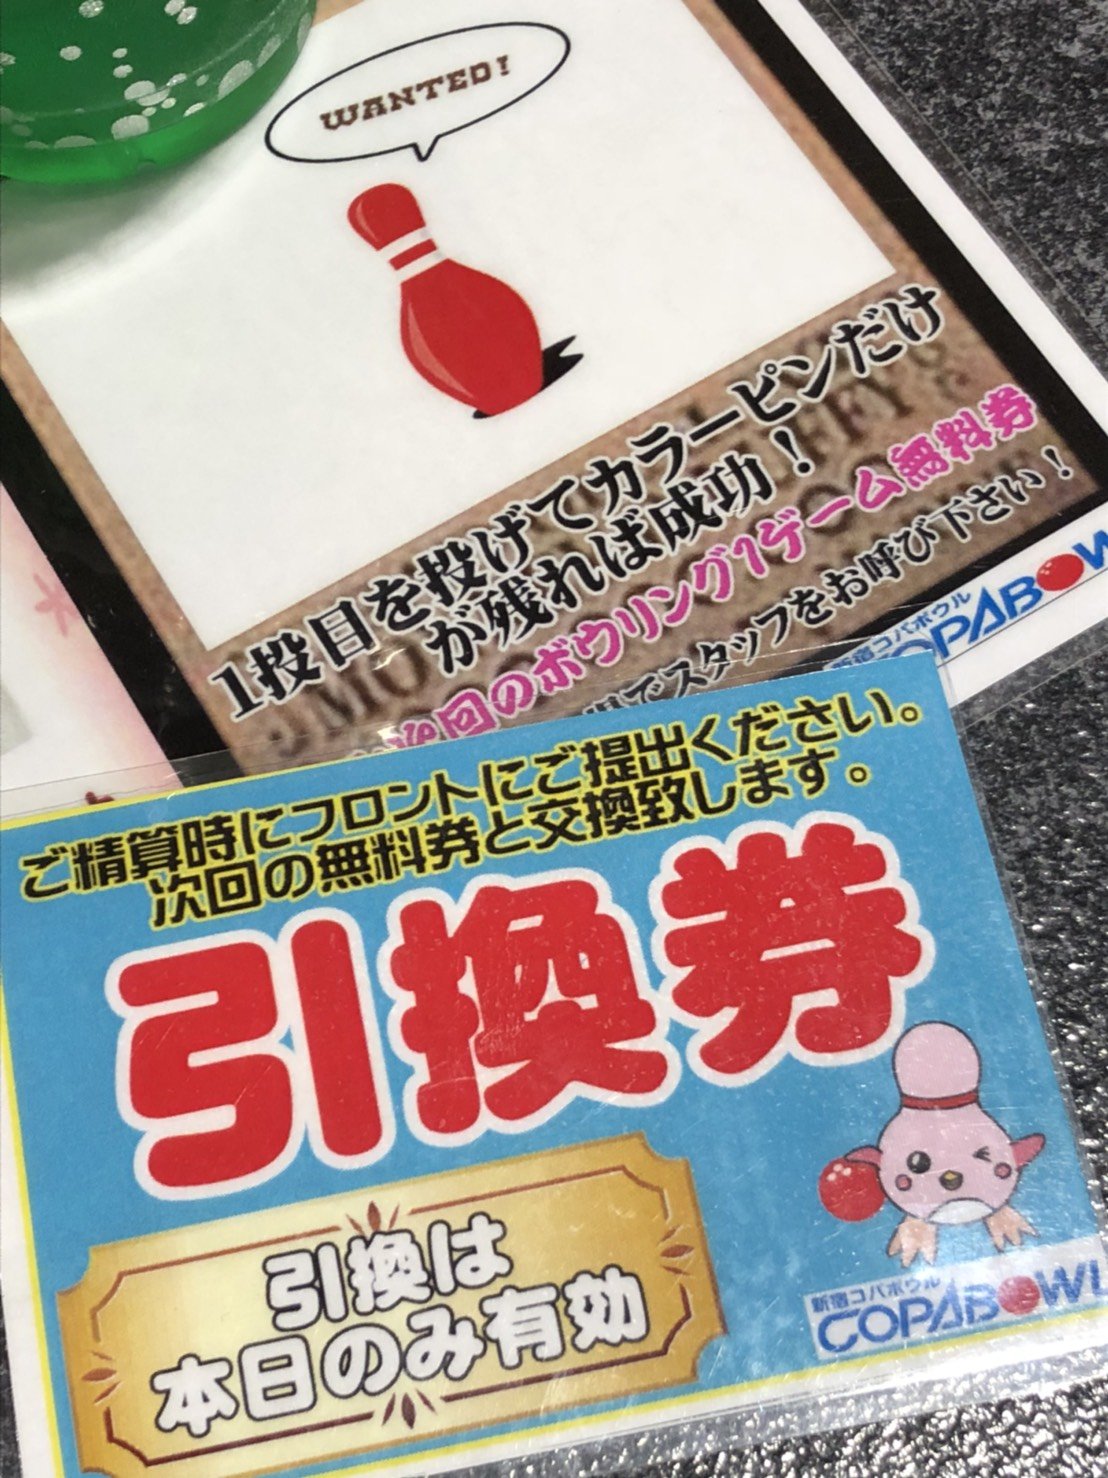 WANTED!
1投目を投げてカラーピンだけ
が残れば成功！
次回のボウリング1ゲーム無料券
でスタッフをお呼び下さい！
新宿コパボウル
COPABOW
ご精算時にフロントにご提出ください。
次回の無料券と交換致します。
引換券
引換は
本日のみ有効
新宿コパボウル
COPABOWL